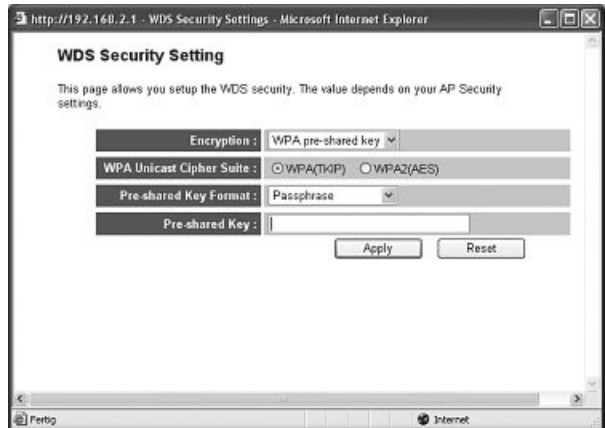 http://192.168.2.1 - WDS Security Settings - Microsoft Internet Explorer
WDS Security Setting
This page allows you setup the WDS security. The value depends on your AP Security
settings.
Encryption : WPA pre-shared key
WPA Unicast Cipher Suite : WPA(TKIP) WPA2(AES)
Pre-shared Key Format : Passphrase
Pre-shared Key :
Apply Reset
Fertig Internet